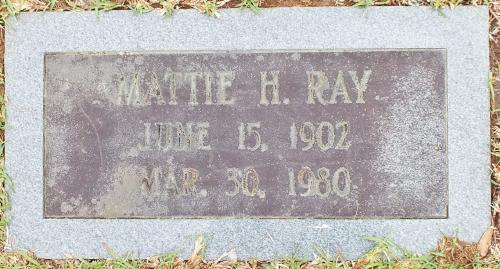 MATTIE H. RAY
JUNE 15, 1902
MAR. 30, 1980